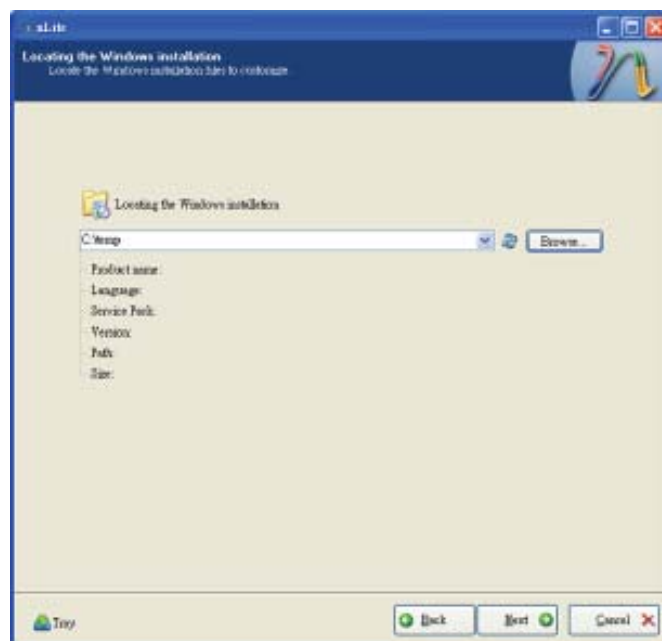 nLite
Locating the Windows installation
Locate the Windows installation files to customize
Locating the Windows installation
C:\temp
Browse...
Product name:
Language:
Service Pack:
Version:
Path:
Size:
Tray
Back
Next
Cancel